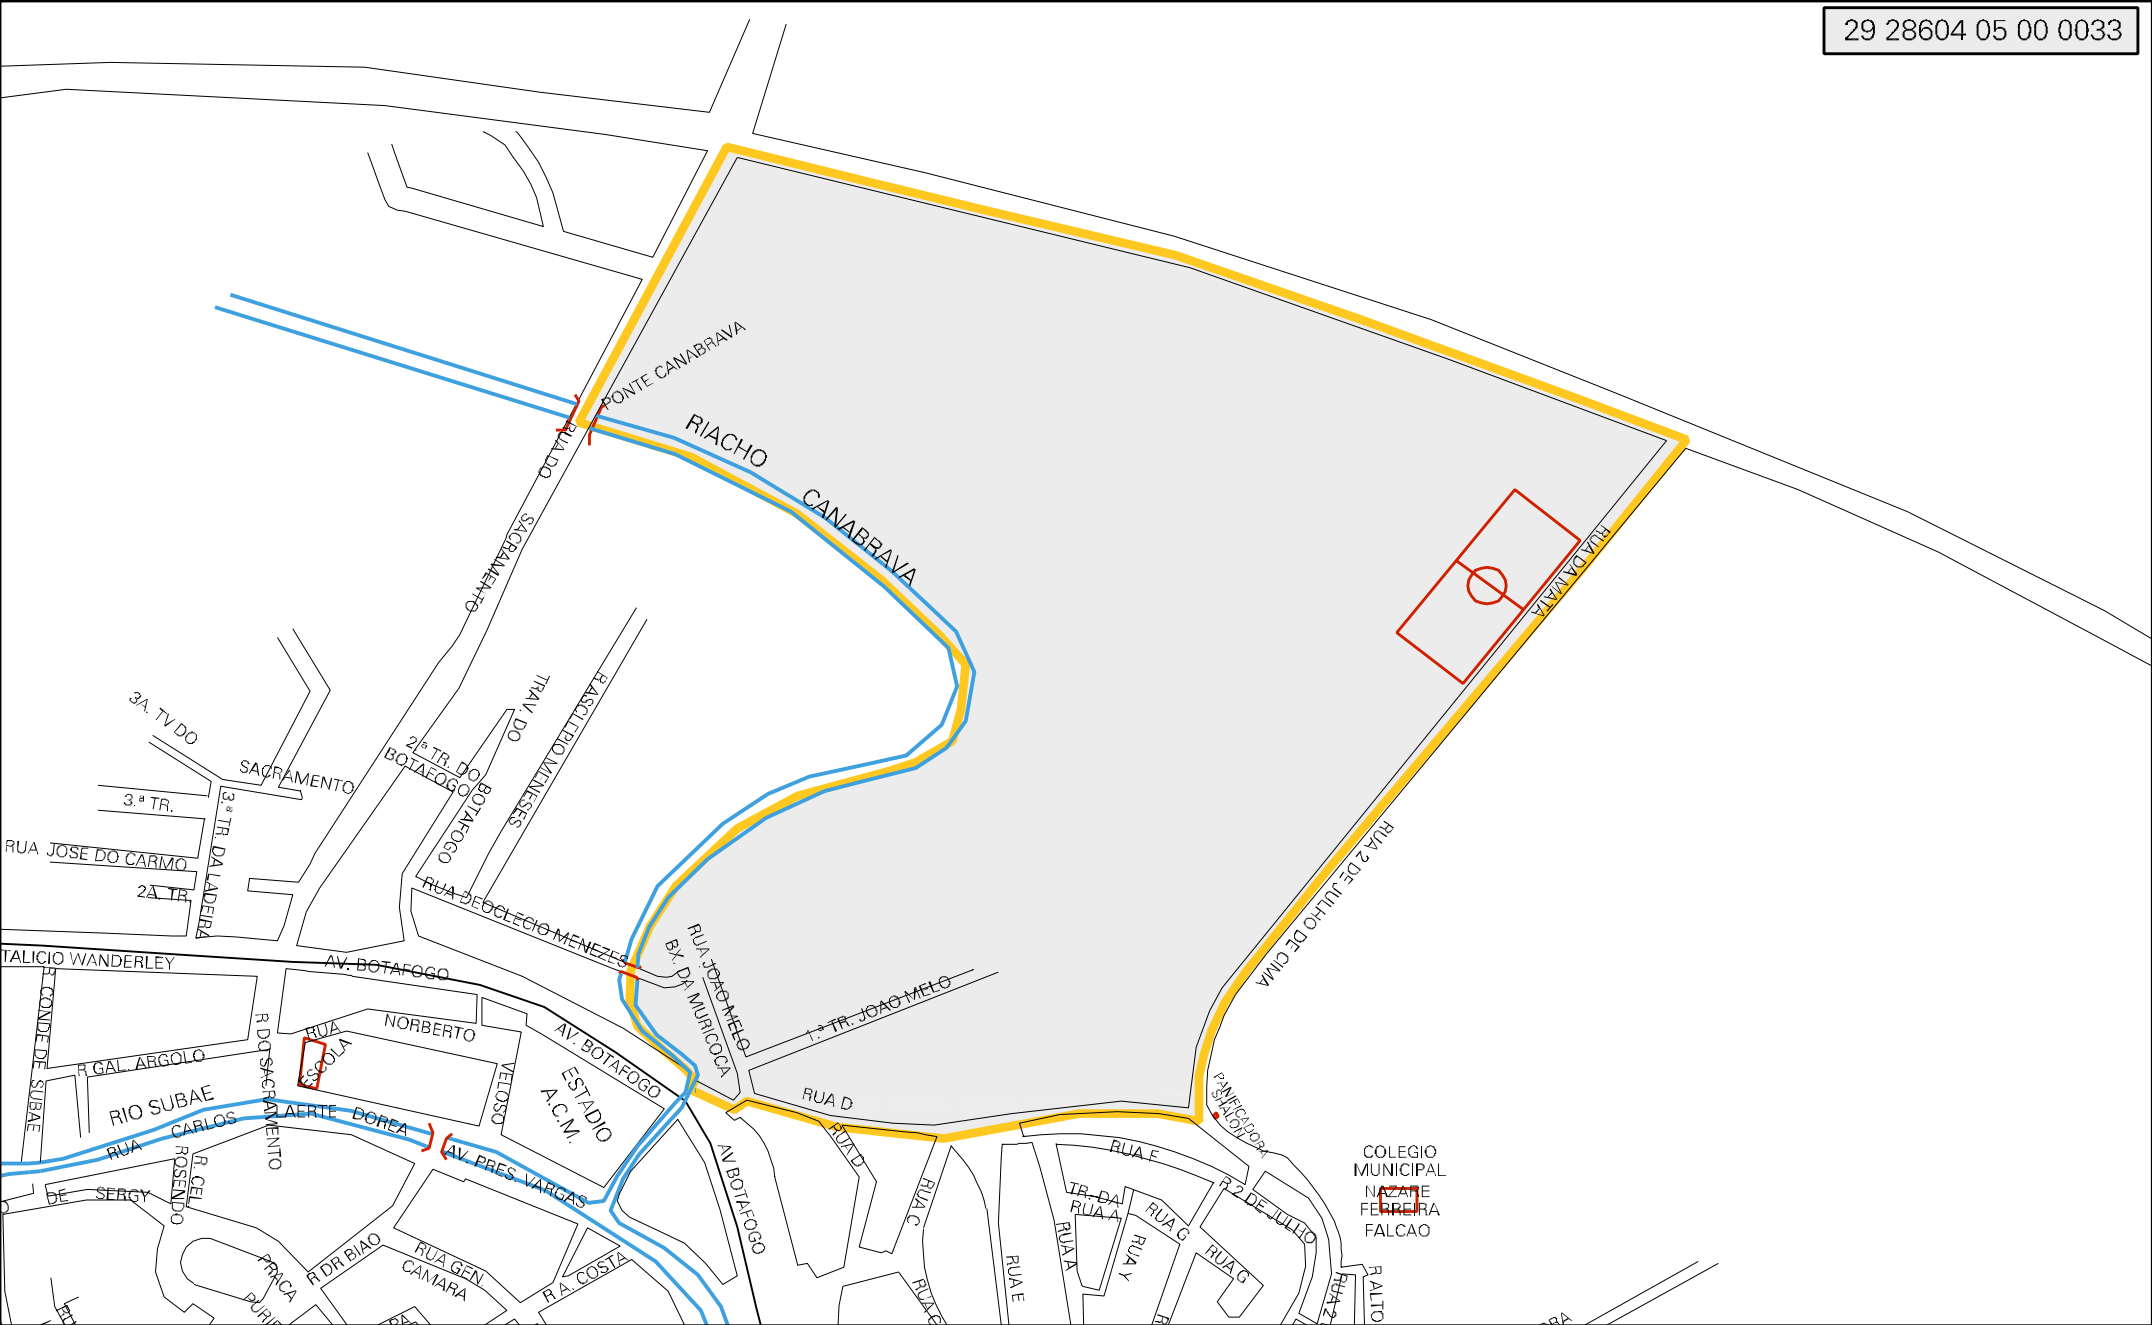 29 28604 05 00 0033
PONTE CANABRAVA
RIACHO
CANABRAVA
RUA DO
SACRAMENTO
RUA DA MATA
RUA 2 DE JULHO DE CIMA
3A. TV DO
SACRAMENTO
3.ª TR.
3.ª TR. DA LADEIRA
RUA JOSE DO CARMO
2A. TR.
TRAV. DO
BOTAFOGO
2.ª TR. DO
BOTAFOGO
R ASCLEPIO MENESES
RUA DEOCLECIO MENEZES
RUA JOAO MELO
BX. DA MURICOCA
1.ª TR. JOAO MELO
TALICIO WANDERLEY
AV. BOTAFOGO
R CONDE DE SUBAE
R DO SACRAMENTO
RUA
NORBERTO
VELOSO
ESCOLA
R GAL. ARGOLO
RIO SUBAE
RUA
CARLOS
LAERTE
DOREA
AV. BOTAFOGO
ESTADIO
A.C.M.
AV. PRES. VARGAS
AV BOTAFOGO
RUA D
RUA D
RUA C
RUA C
RUA E
RUA F
RUA A
TR. DA
RUA A
RUA Y
RUA G
RUA G
R 2 DE JULHO
RUA 2
R ALTO
PANIFICADORA
SHALON
COLEGIO
MUNICIPAL
NAZARE
FERREIRA
FALCAO
DE
SERGY
R. CEL
ROSENDO
PRACA
R DR BIAO
RUA GEN
CAMARA
R A. COSTA